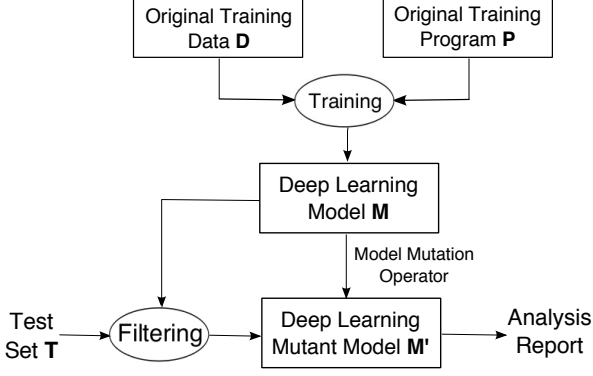 Original Training
Data D
Original Training
Program P
Training
Deep Learning
Model M
Model Mutation
Operator
Test
Set T
Filtering
Deep Learning
Mutant Model M'
Analysis
Report